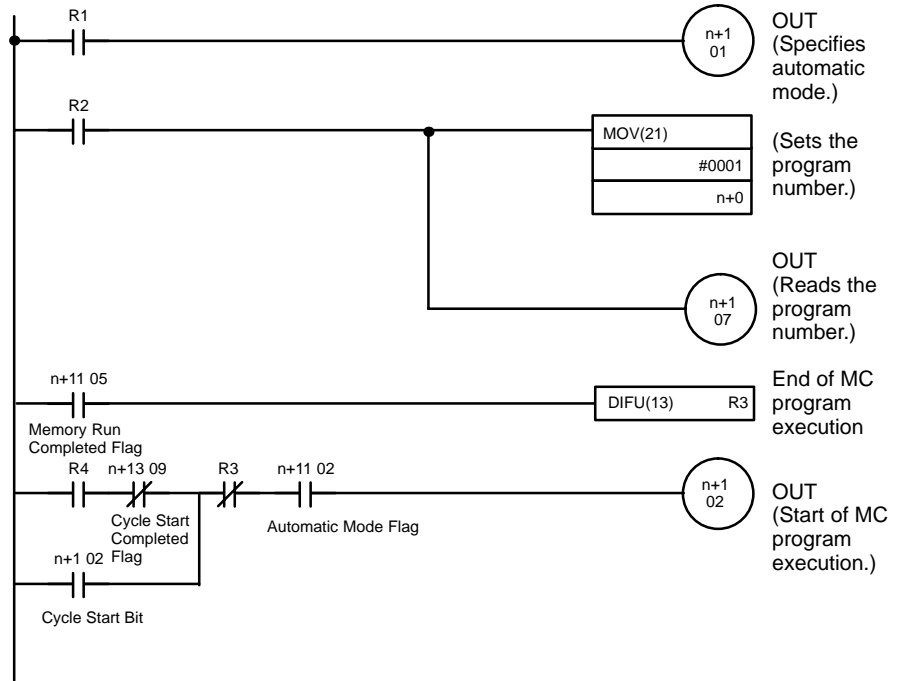 R1
n+1
01
OUT
(Specifies
automatic
mode.)
R2
MOV(21)
#0001
n+0
(Sets the
program
number.)
OUT
(Reads the
program
number.)
n+1
07
n+11 05
Memory Run
Completed Flag
DIFU(13) R3
End of MC
program
execution
R4 n+13 09 R3 n+11 02
Cycle Start
Completed
Flag
Automatic Mode Flag
n+1
02
OUT
(Start of MC
program
execution.)
n+1 02
Cycle Start Bit